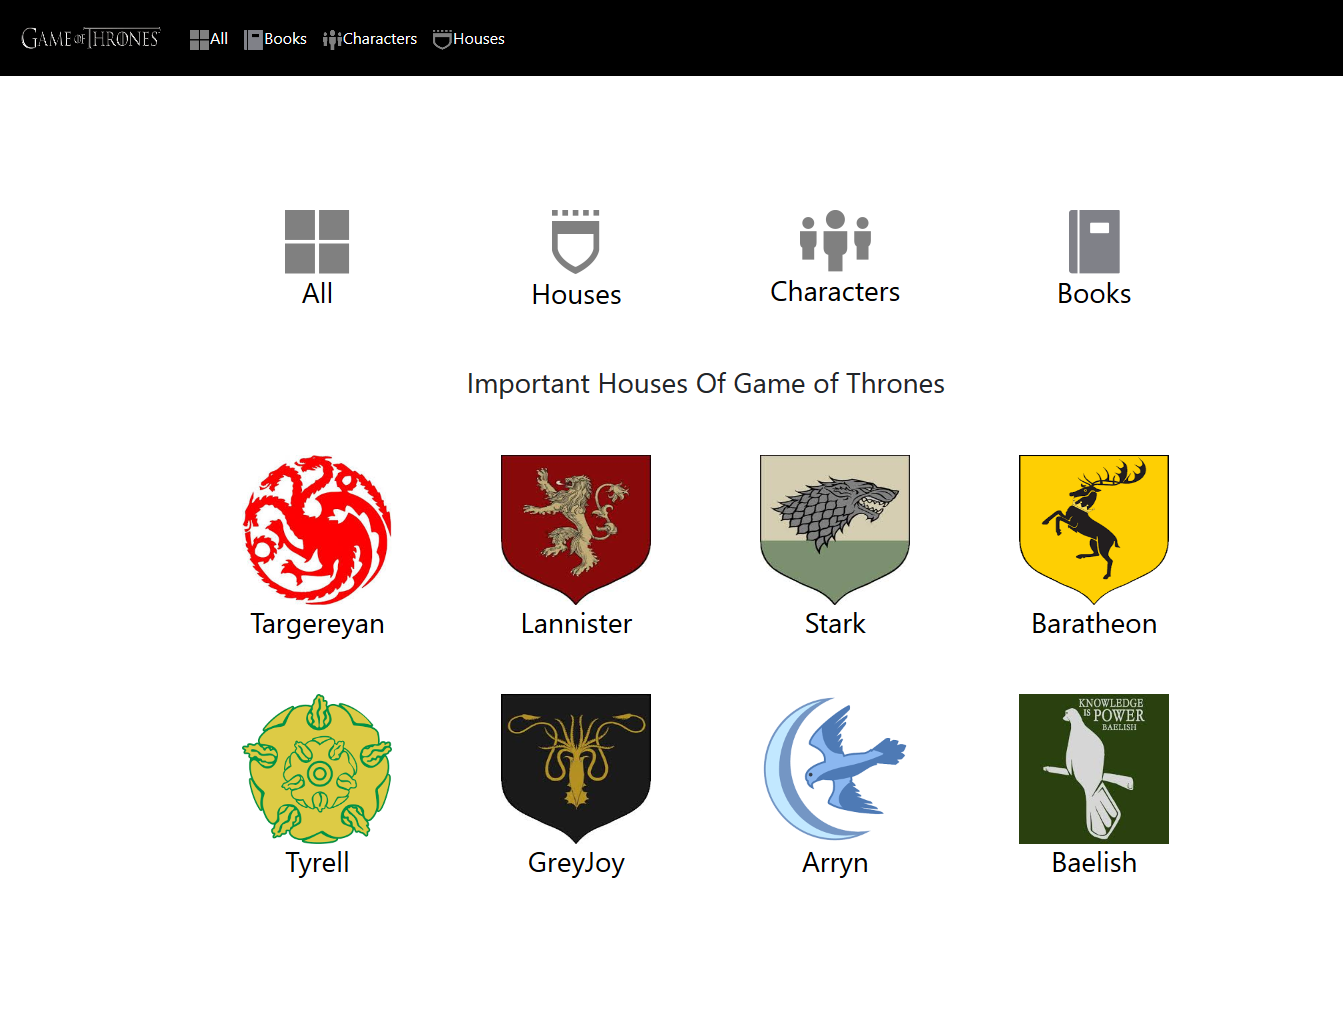 GAME OF THRONES All Books Characters Houses
All Houses Characters Books
Important Houses Of Game of Thrones
Targereyan Lannister Stark Baratheon
KNOWLEDGE
IS POWER
BAELISH
Tyrell GreyJoy Arryn Baelish